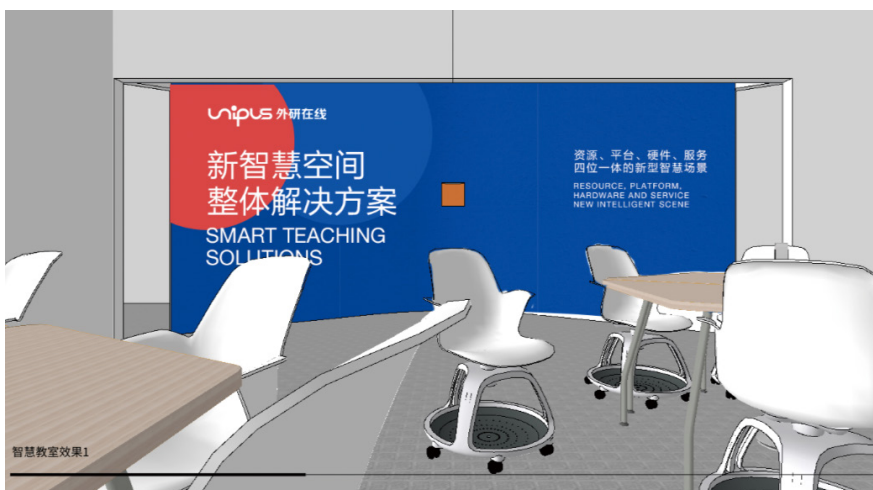 unipus 外研在线
新智慧空间
整体解决方案
SMART TEACHING
SOLUTIONS
资源、平台、硬件、服务
四位一体的新型智慧场景
RESOURCE, PLATFORM,
HARDWARE AND SERVICE
NEW INTELLIGENT SCENE
智慧教室效果1